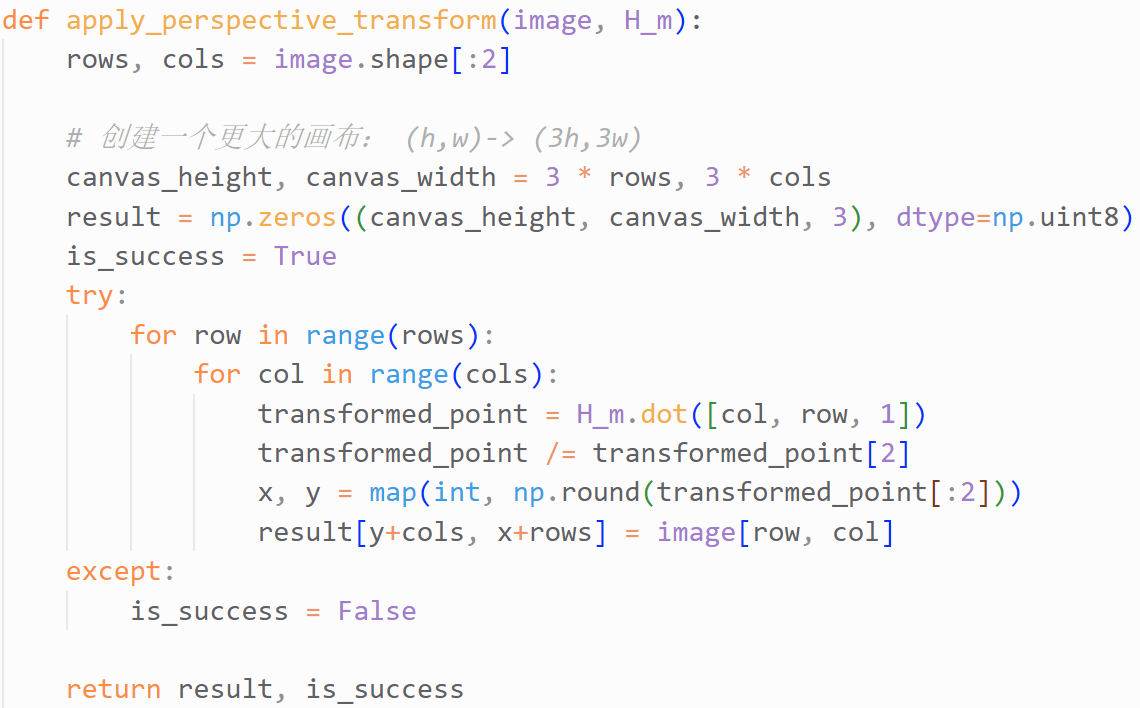 def apply_perspective_transform(image, H_m):
    rows, cols = image.shape[:2]

    # 创建一个更大的画布： (h,w)-> (3h,3w)
    canvas_height, canvas_width = 3 * rows, 3 * cols
    result = np.zeros((canvas_height, canvas_width, 3), dtype=np.uint8)
    is_success = True
    try:
        for row in range(rows):
            for col in range(cols):
                transformed_point = H_m.dot([col, row, 1])
                transformed_point /= transformed_point[2]
                x, y = map(int, np.round(transformed_point[:2]))
                result[y+cols, x+rows] = image[row, col]
    except:
        is_success = False

    return result, is_success